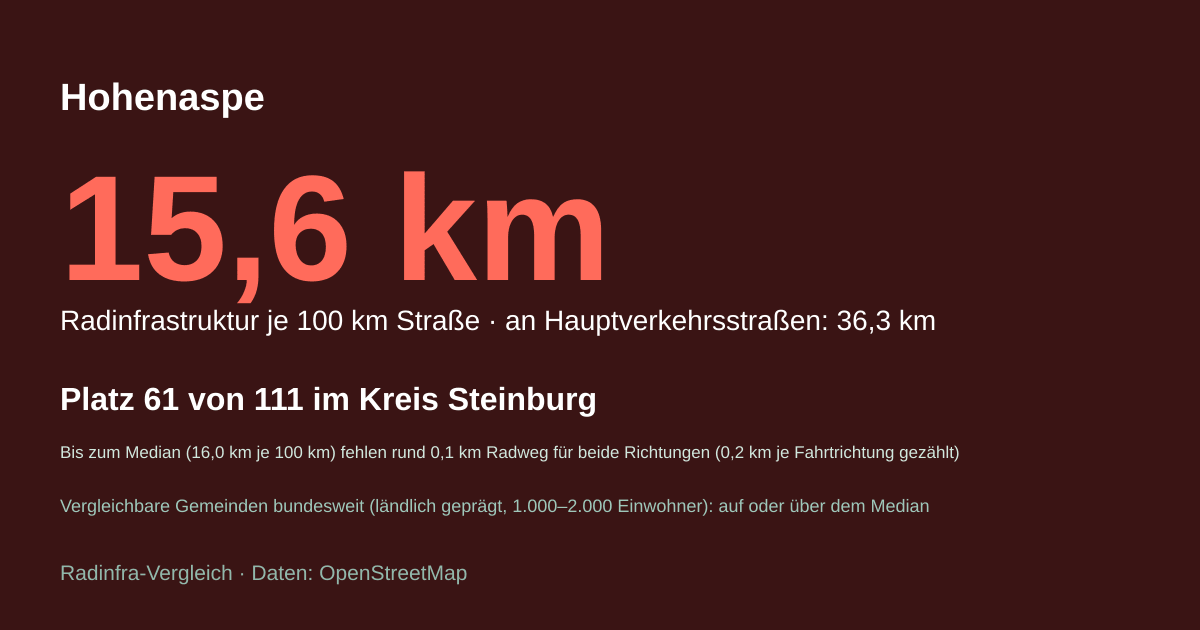 Hohenaspe
15,6 km
Radinfrastruktur je 100 km Straße · an Hauptverkehrsstraßen: 36,3 km
Platz 61 von 111 im Kreis Steinburg
Bis zum Median (16,0 km je 100 km) fehlen rund 0,1 km Radweg für beide Richtungen (0,2 km je Fahrtrichtung gezählt)
Vergleichbare Gemeinden bundesweit (ländlich geprägt, 1.000–2.000 Einwohner): auf oder über dem Median
Radinfra-Vergleich · Daten: OpenStreetMap